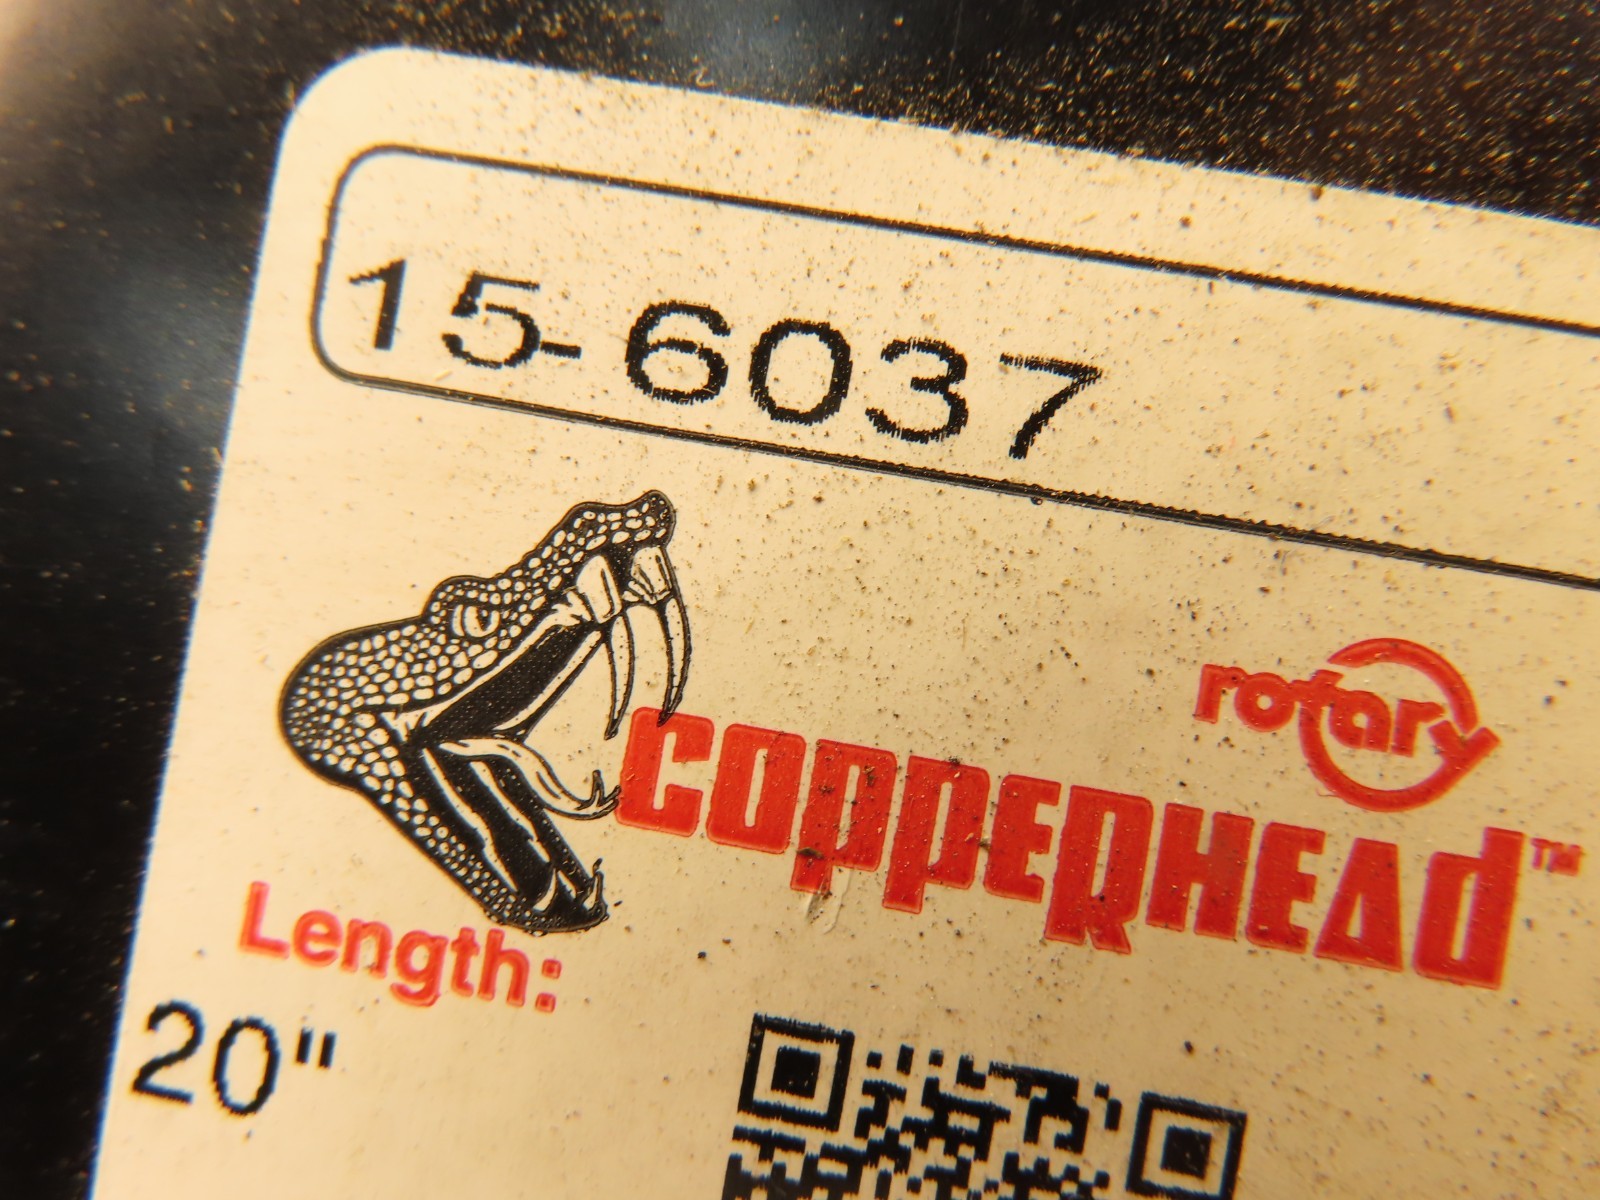 15-6037
rotary
COPPERHEAD™
Length:
20"